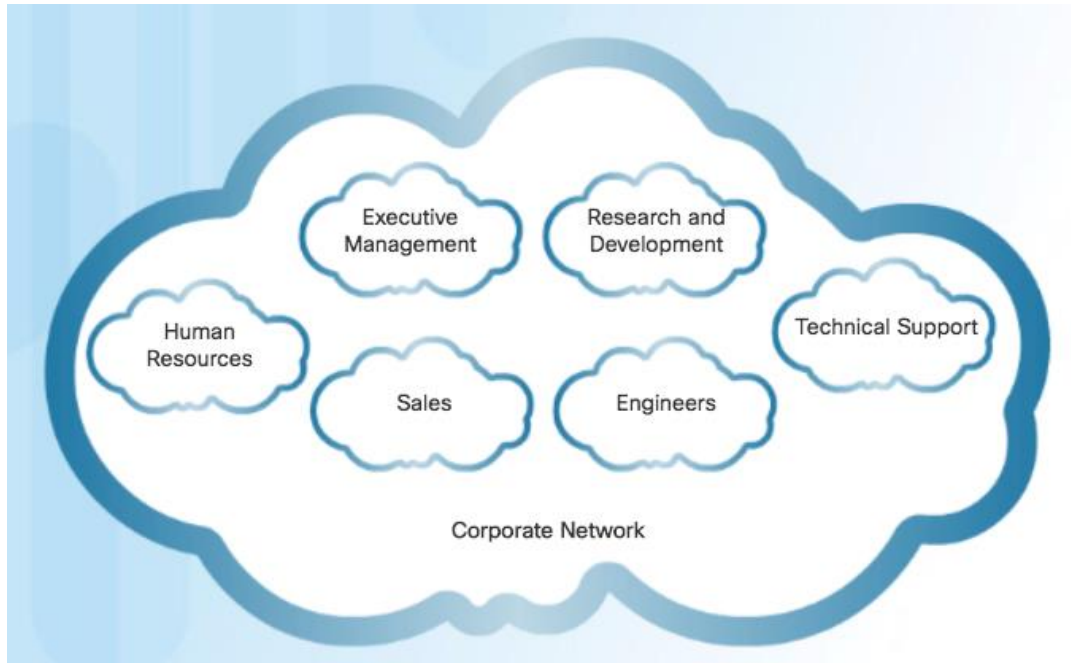 Executive
Management
Research and
Development
Human
Resources
Technical Support
Sales
Engineers
Corporate Network